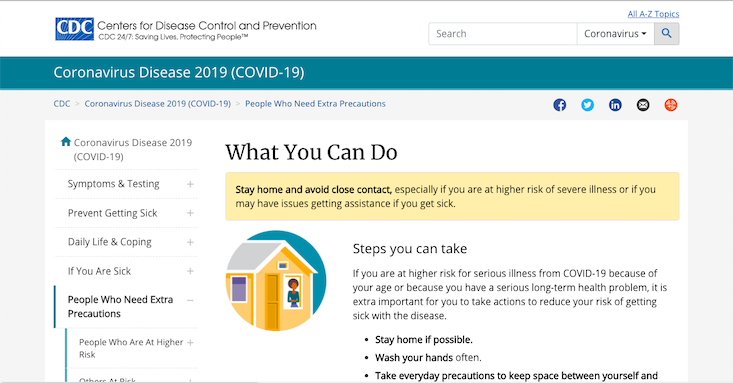 All A-Z Topics
CDC
Centers for Disease Control and Prevention
CDC 24/7: Saving Lives, Protecting People™
Search
Coronavirus
Coronavirus Disease 2019 (COVID-19)
CDC > Coronavirus Disease 2019 (COVID-19) > People Who Need Extra Precautions
Coronavirus Disease 2019
(COVID-19)
Symptoms & Testing
Prevent Getting Sick
Daily Life & Coping
If You Are Sick
People Who Need Extra
Precautions
People Who Are At Higher
Risk
Others At Risk
What You Can Do
Stay home and avoid close contact, especially if you are at higher risk of severe illness or if you
may have issues getting assistance if you get sick.
Steps you can take
If you are at higher risk for serious illness from COVID-19 because of
your age or because you have a serious long-term health problem, it is
extra important for you to take actions to reduce your risk of getting
sick with the disease.
• Stay home if possible.
• Wash your hands often.
• Take everyday precautions to keep space between yourself and